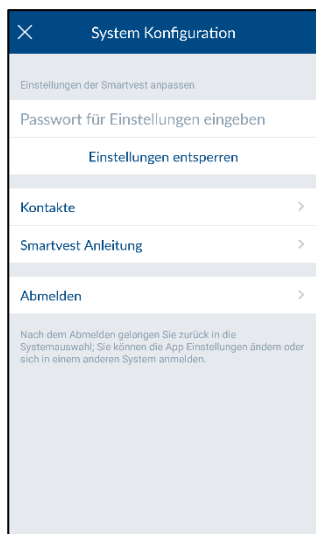 System Konfiguration
Einstellungen der Smartvest anpassen
Passwort für Einstellungen eingeben
Einstellungen entsperren
Kontakte
Smartvest Anleitung
Abmelden
Nach dem Abmelden gelangen Sie zurück in die
Systemauswahl; Sie können die App Einstellungen ändern oder
sich in einem anderen System anmelden.